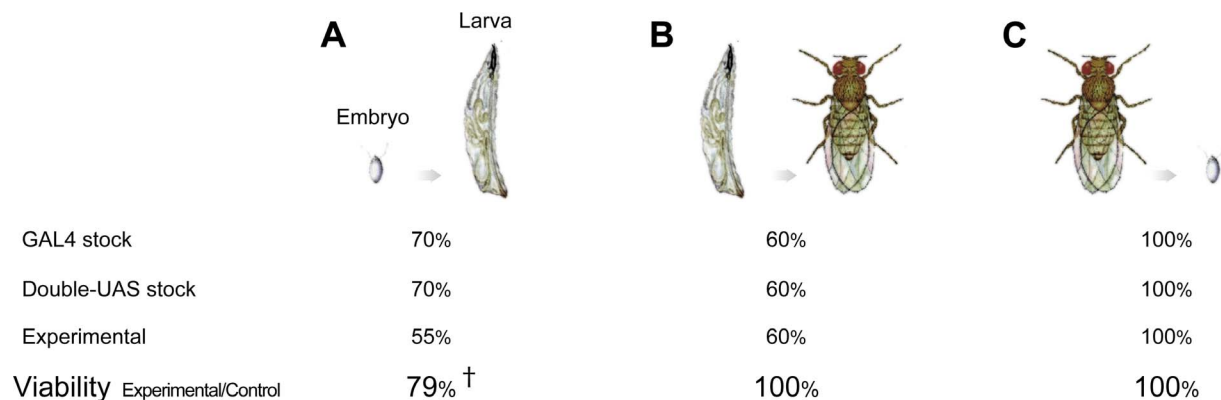 A Larva B C
Embryo
GAL4 stock 70% 60% 100%
Double-UAS stock 70% 60% 100%
Experimental 55% 60% 100%
Viability Experimental/Control 79% † 100% 100%